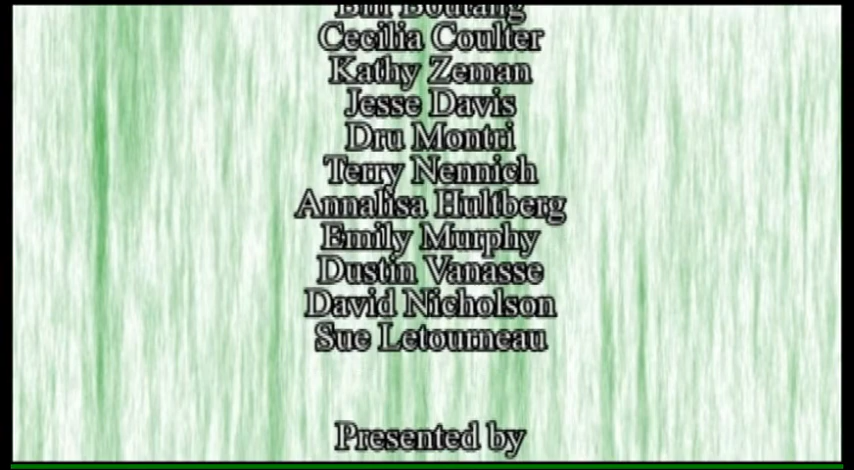 Cecilia Coulter
Kathy Zeman
Jesse Davis
Dru Montri
Terry Nennich
Annalisa Hultberg
Emily Murphy
Dustin Vanasse
David Nicholson
Sue Letourneau
Presented by